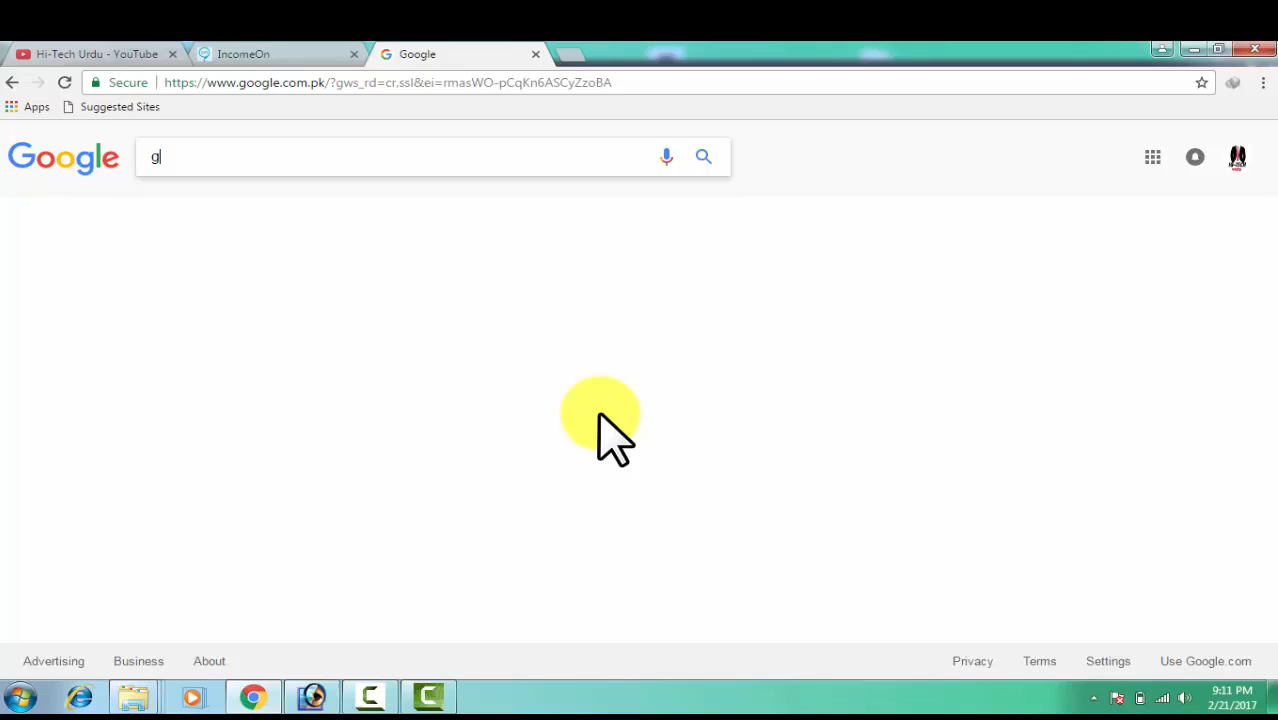 Hi-Tech Urdu - YouTube
IncomeOn
Google
Secure
https://www.google.com.pk/?gws_rd=cr,ssl&ei=rmasWO-pCqKn6ASCyZzoBA
Apps
Suggested Sites
Google
g
Advertising
Business
About
Privacy
Terms
Settings
Use Google.com
9:11 PM
2/21/2017